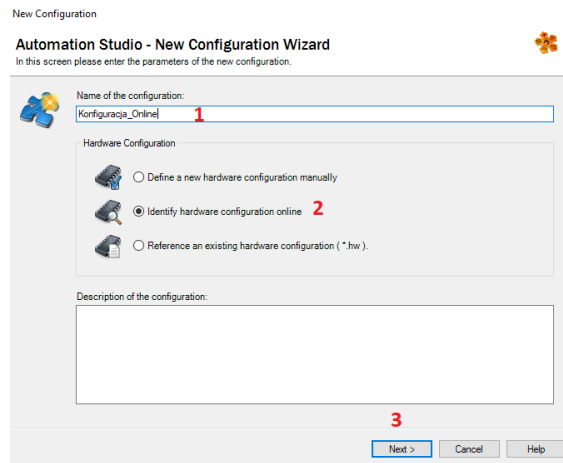 New Configuration
Automation Studio - New Configuration Wizard
In this screen please enter the parameters of the new configuration.
Name of the configuration:
Konfiguracja_Online 1
Hardware Configuration
Define a new hardware configuration manually
Identify hardware configuration online 2
Reference an existing hardware configuration ( *.hw ).
Description of the configuration:
3
Next > Cancel Help